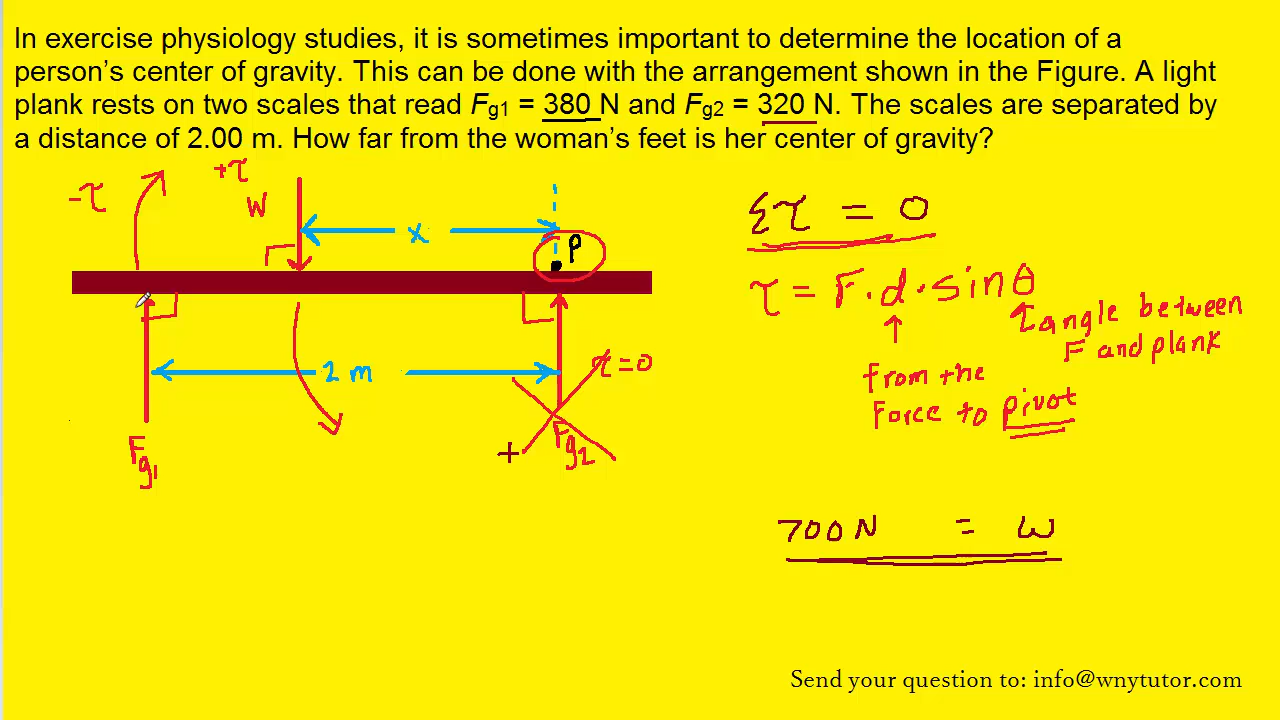 In exercise physiology studies, it is sometimes important to determine the location of a
person's center of gravity. This can be done with the arrangement shown in the Figure. A light
plank rests on two scales that read Fg1 = 380 N and Fg2 = 320 N. The scales are separated by
a distance of 2.00 m. How far from the woman's feet is her center of gravity?
-τ
+τ
W
x
P
Στ = 0
τ = F.d.sinθ
angle between
F and plank
from the
Force to pivot
2 m
τ=0
Fg1
+
Fg2
700N = W
Send your question to: info@wnytutor.com